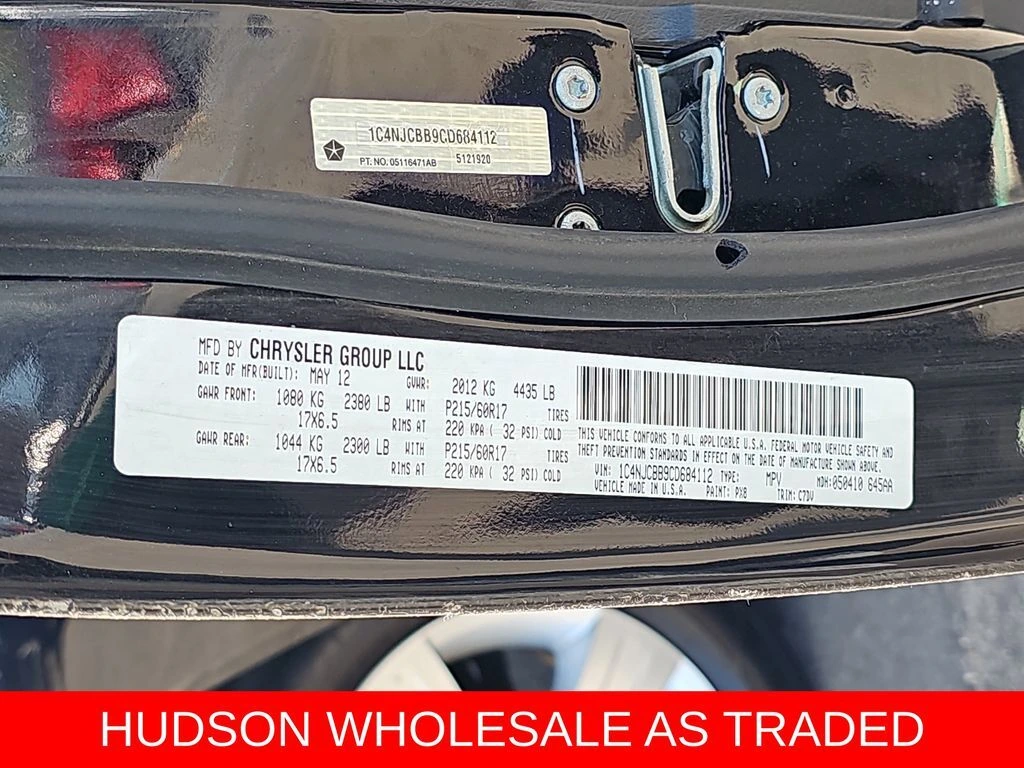 1C4NJCBB9CD684112
PT. NO. 05116471AB 5121920
MFD BY CHRYSLER GROUP LLC
DATE OF MFR(BUILT): MAY 12 GVWR: 2012 KG 4435 LB
GAWR FRONT: 1080 KG 2380 LB WITH P215/60R17 TIRES
17X6.5 RIMS AT 220 KPA ( 32 PSI) COLD
GAWR REAR: 1044 KG 2300 LB WITH P215/60R17 TIRES
17X6.5 RIMS AT 220 KPA ( 32 PSI) COLD
THIS VEHICLE CONFORMS TO ALL APPLICABLE U.S.A. FEDERAL MOTOR VEHICLE SAFETY AND
THEFT PREVENTION STANDARDS IN EFFECT ON THE DATE OF MANUFACTURE SHOWN ABOVE.
VIN: 1C4NJCBB9CD684112 TYPE: MPV MDH: 050410 645AA
VEHICLE MADE IN U.S.A. PAINT: PX8 TRIM: C7DV
HUDSON WHOLESALE AS TRADED